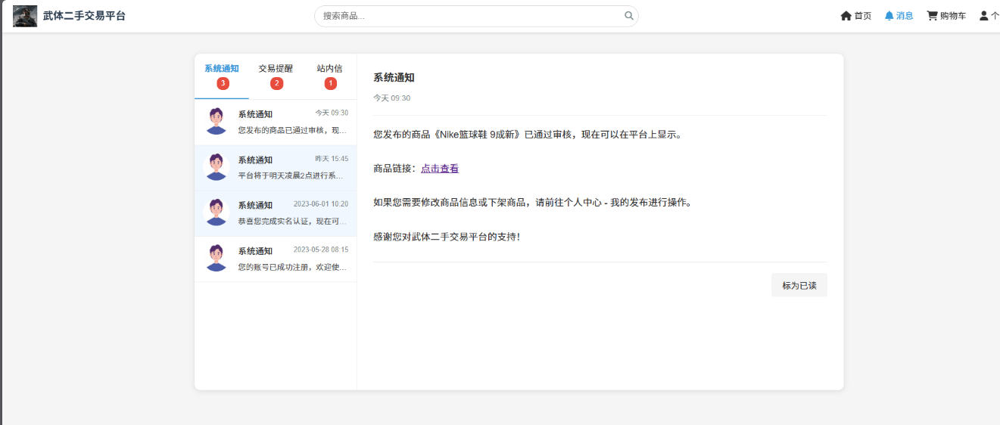 武体二手交易平台
搜索商品...
首页 消息 购物车 个
系统通知 交易提醒 站内信
3 2 1
系统通知 今天 09:30
您发布的商品已通过审核，现...
系统通知 昨天 15:45
平台将于明天凌晨2点进行系...
系统通知 2023-06-01 10:20
恭喜您完成实名认证，现在可...
系统通知 2023-05-28 08:15
您的账号已成功注册，欢迎使...
系统通知
今天 09:30
您发布的商品《Nike篮球鞋 9成新》已通过审核，现在可以在平台上显示。
商品链接：点击查看
如果您需要修改商品信息或下架商品，请前往个人中心 - 我的发布进行操作。
感谢您对武体二手交易平台的支持！
标为已读